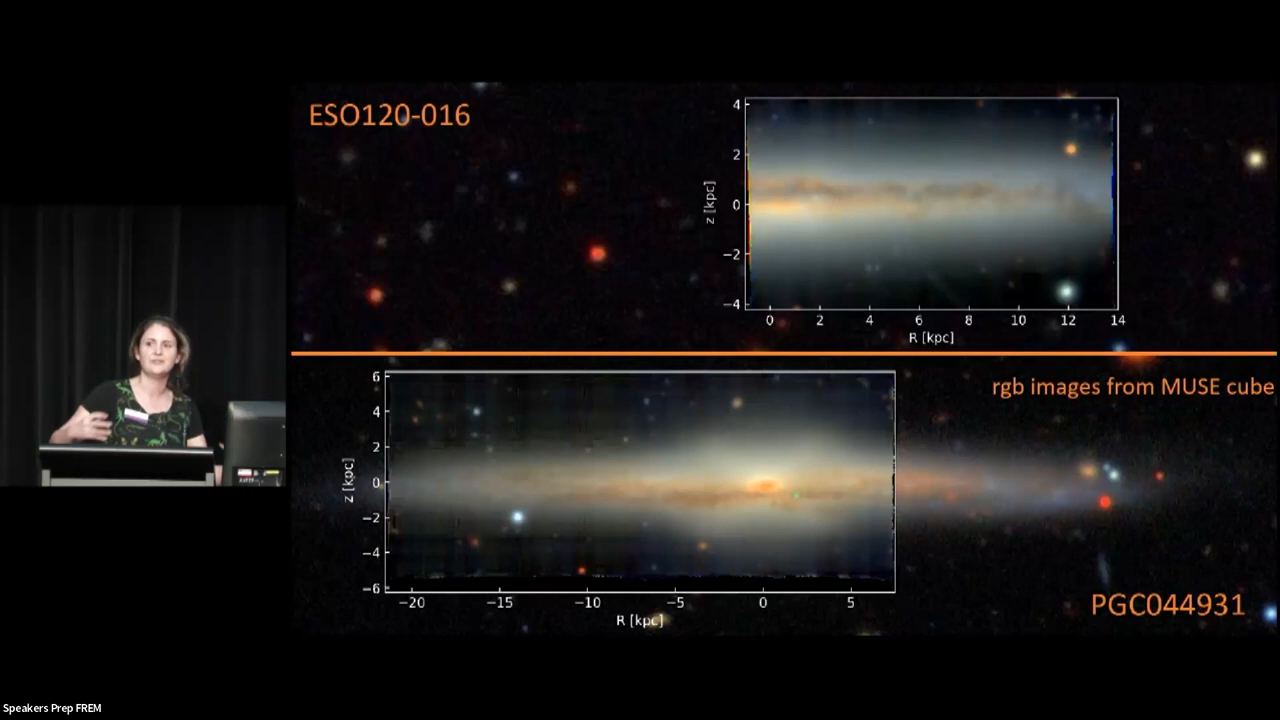 ESO120-016
4
2
0
−2
−4
z [kpc]
0 2 4 6 8 10 12 14
R [kpc]
rgb images from MUSE cube
6
4
2
0
−2
−4
−6
z [kpc]
−20 −15 −10 −5 0 5
R [kpc]
PGC044931
Speakers Prep FREM